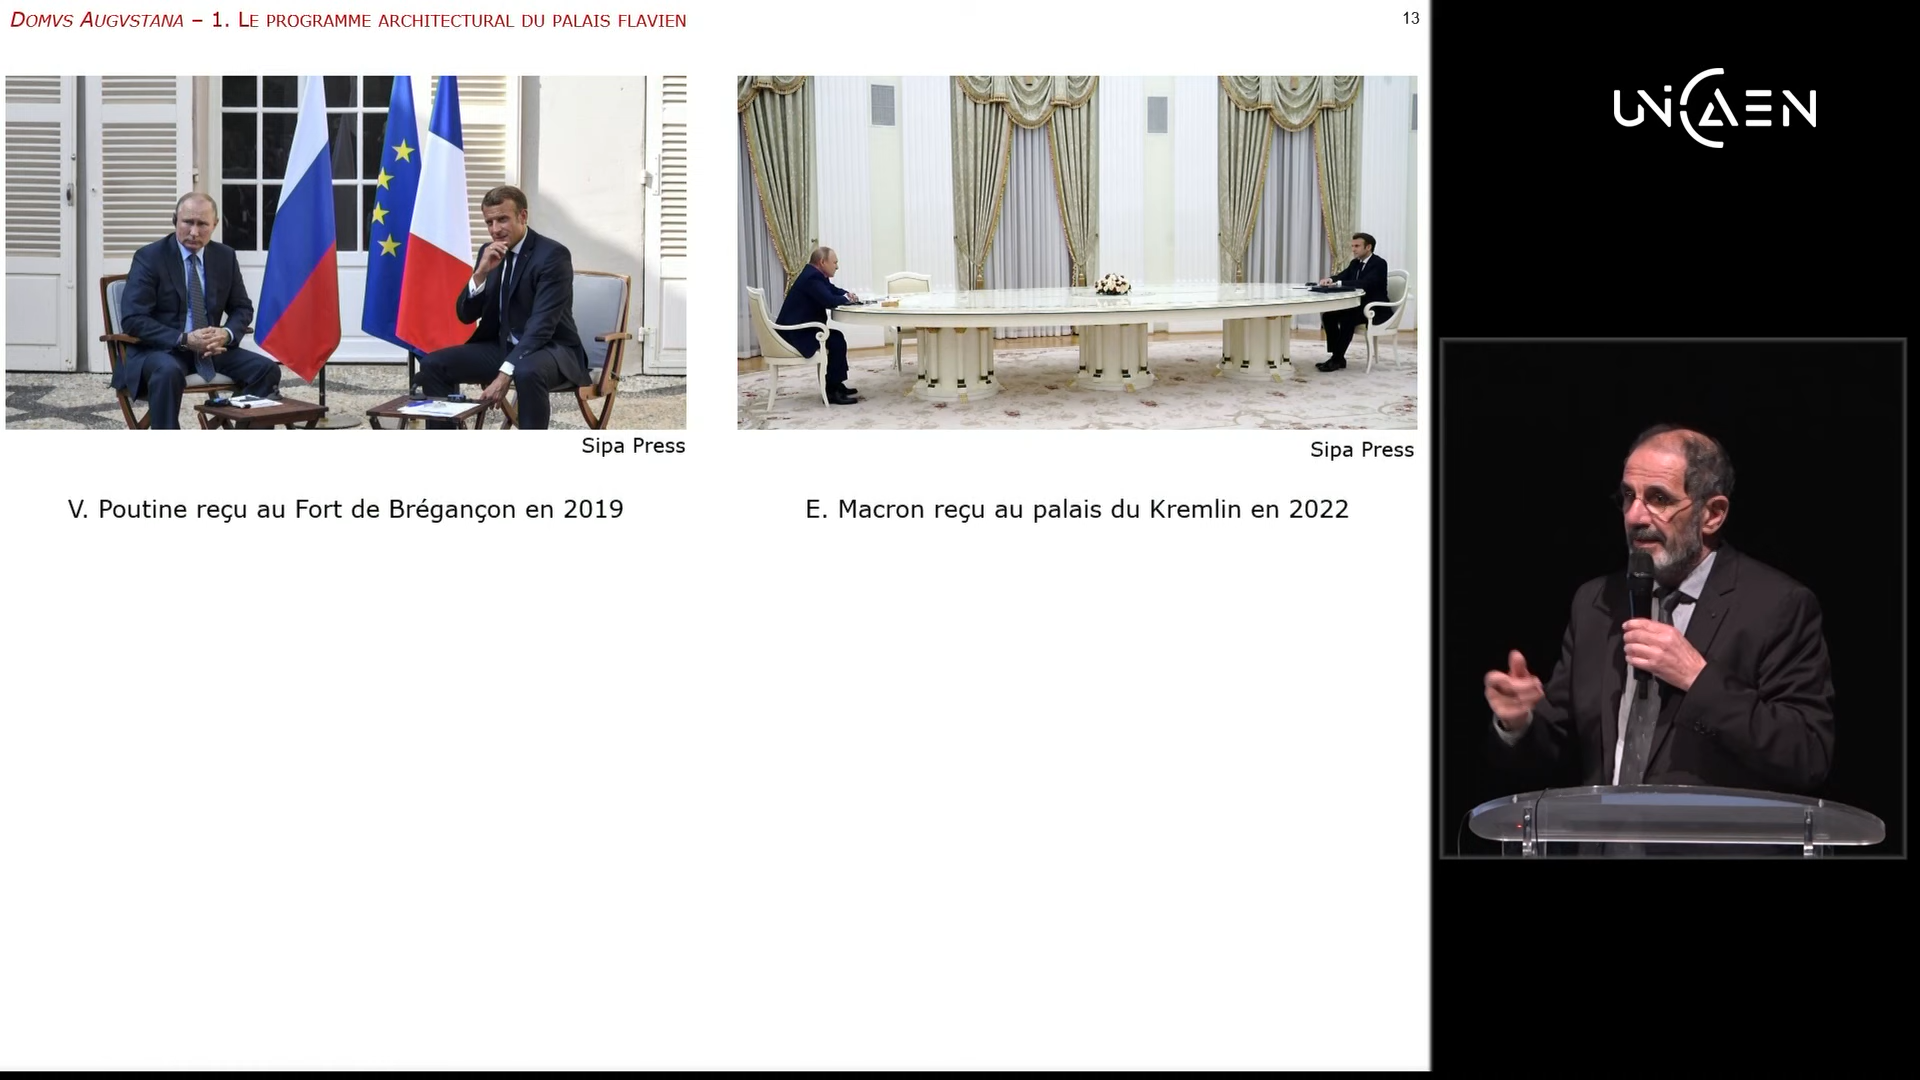 DOMVS AUGVSTANA – 1. LE PROGRAMME ARCHITECTURAL DU PALAIS FLAVIEN
13
Sipa Press
Sipa Press
V. Poutine reçu au Fort de Brégançon en 2019
E. Macron reçu au palais du Kremlin en 2022
UNiCAEN